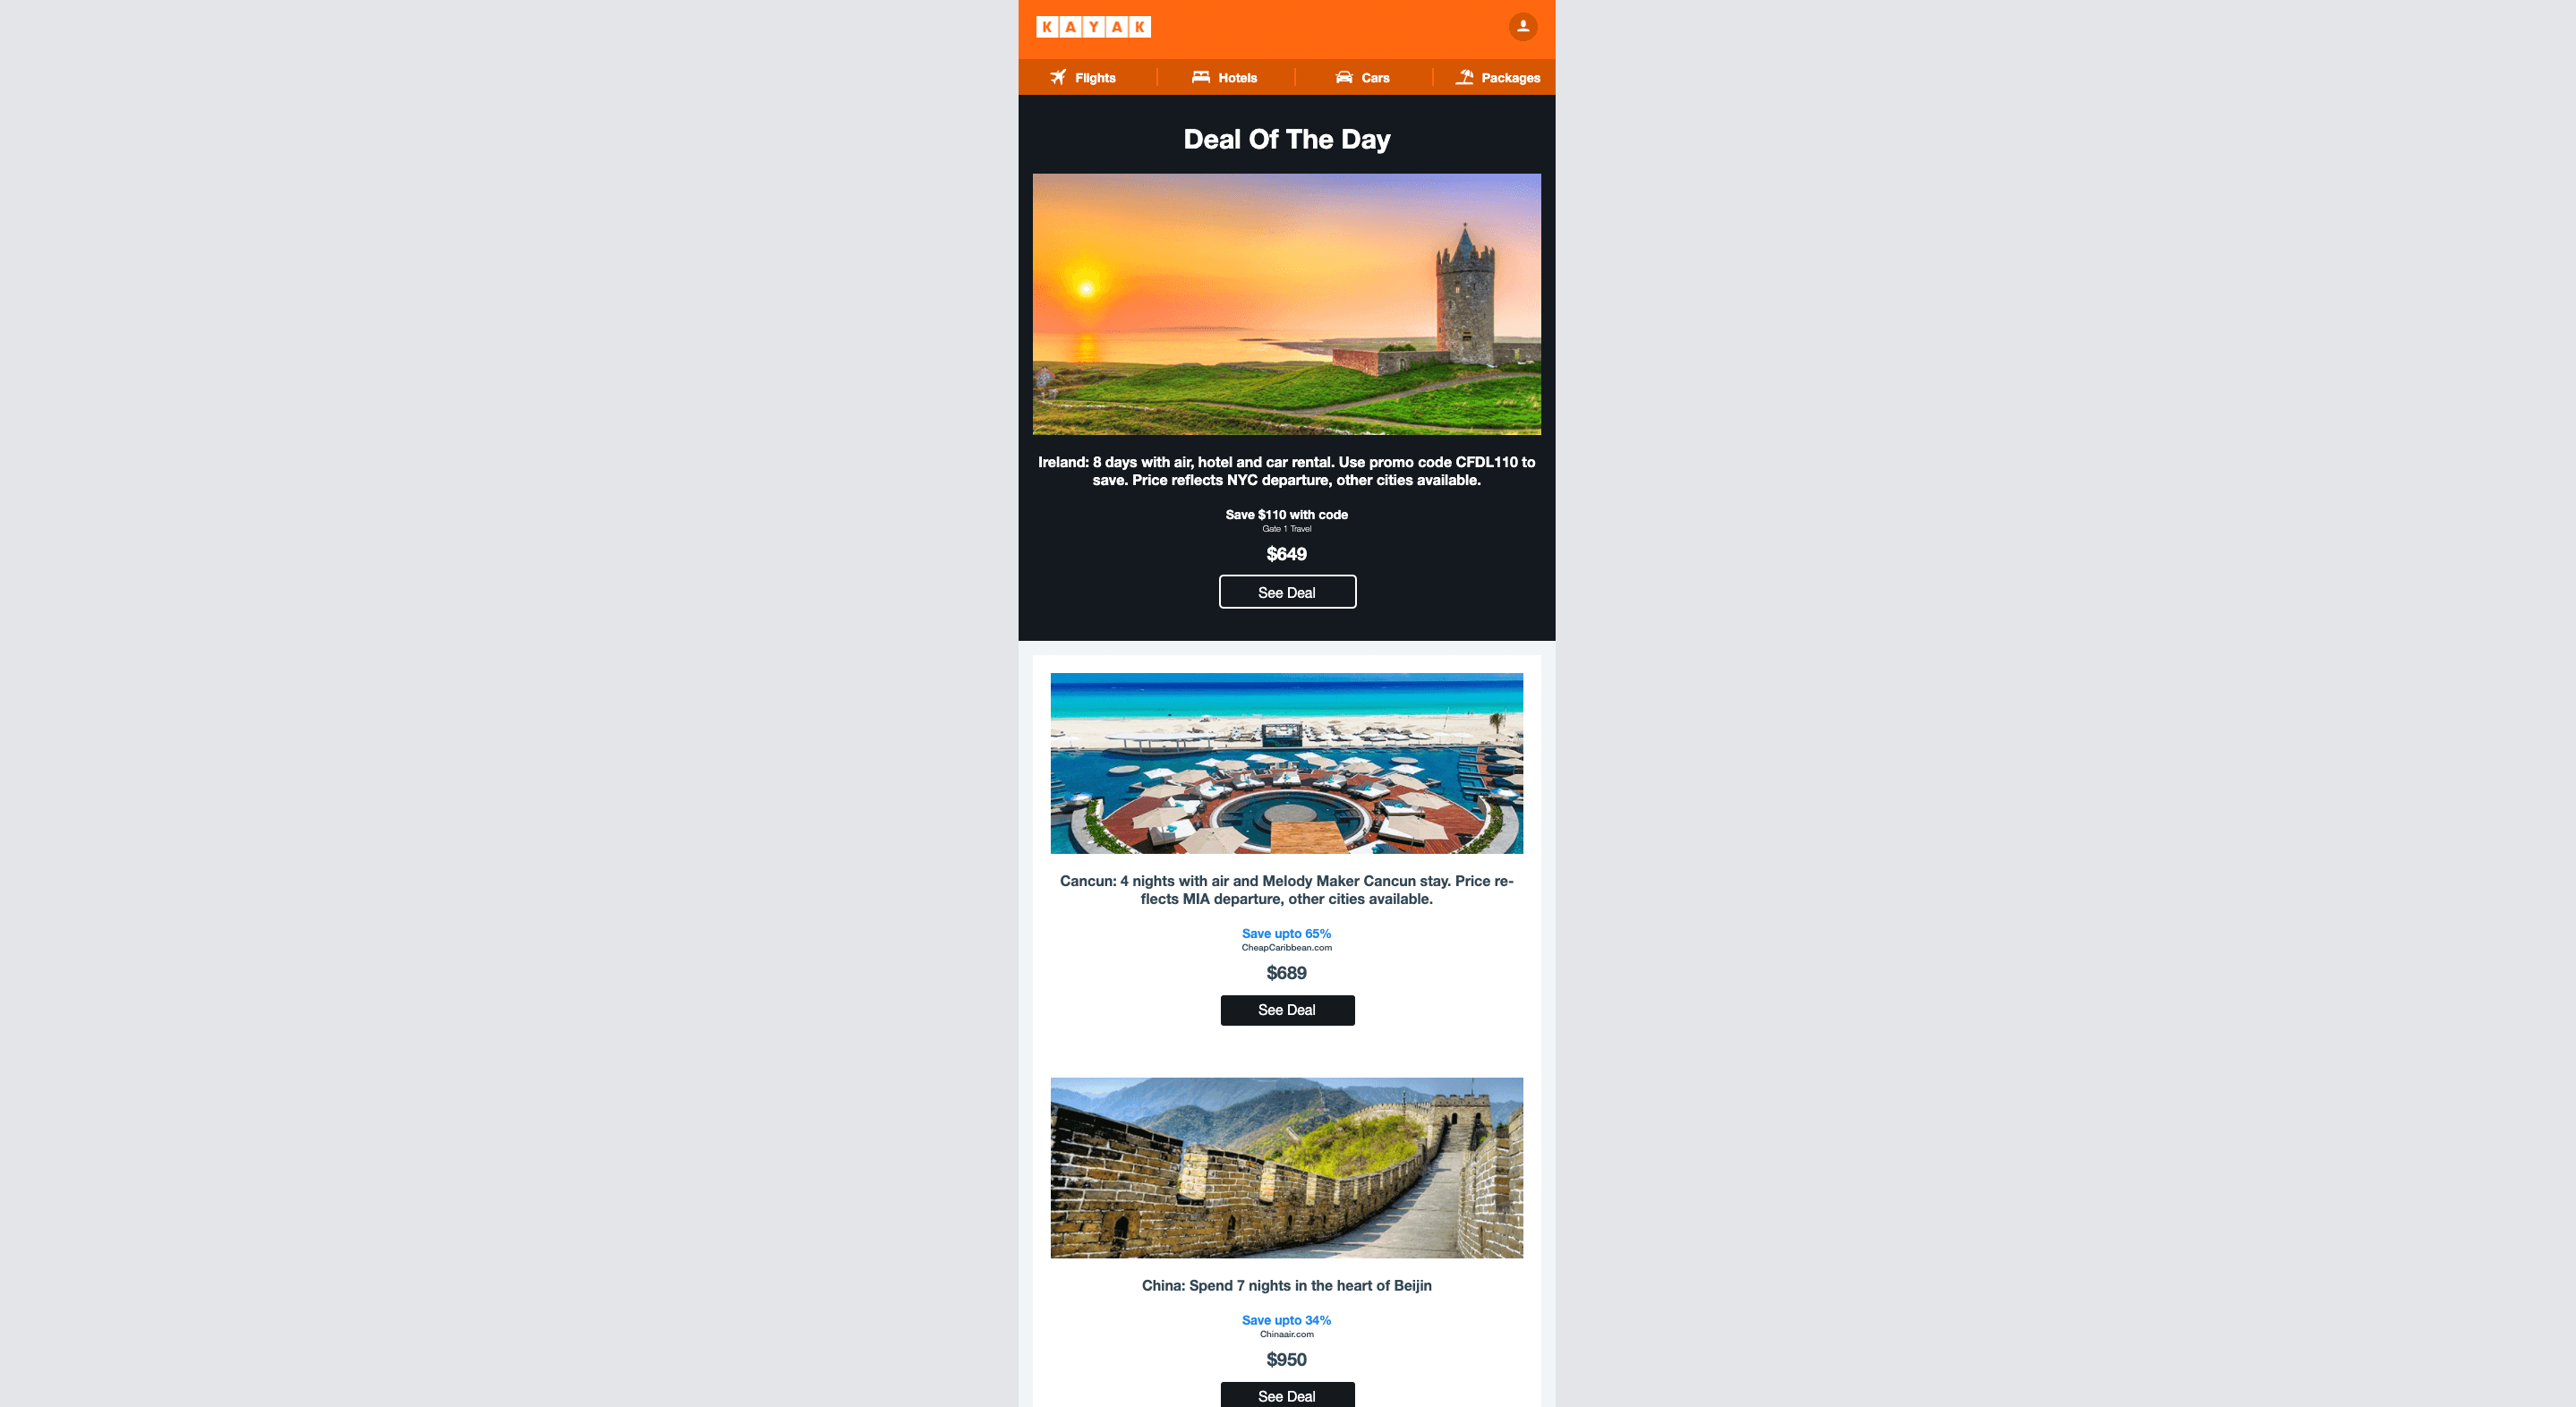 KAYAK
Flights
Hotels
Cars
Packages
Deal Of The Day
Ireland: 8 days with air, hotel and car rental. Use promo code CFDL110 to
save. Price reflects NYC departure, other cities available.
Save $110 with code
Gate 1 Travel
$649
See Deal
Cancun: 4 nights with air and Melody Maker Cancun stay. Price re-
flects MIA departure, other cities available.
Save upto 65%
CheapCaribbean.com
$689
See Deal
China: Spend 7 nights in the heart of Beijin
Save upto 34%
Chinaair.com
$950
See Deal